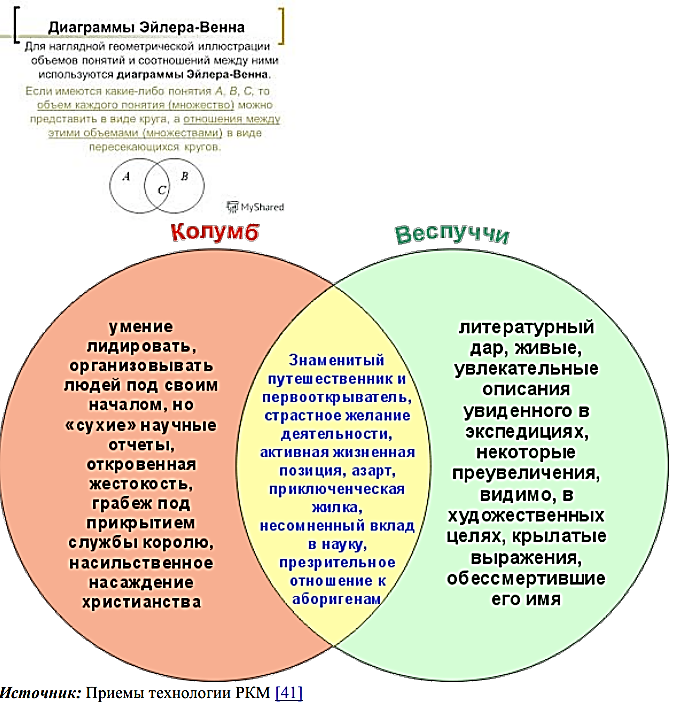 Диаграммы Эйлера-Венна
Для наглядной геометрической иллюстрации
объемов понятий и соотношений между ними
используются диаграммы Эйлера-Венна.
Если имеются какие-либо понятия A, B, C, то
объем каждого понятия (множество) можно
представить в виде круга, а отношения между
этими объемами (множествами) в виде
пересекающихся кругов.
A
B
C
MyShared
Колумб
Веспуччи
умение
лидировать,
организовывать
людей под своим
началом, но
«сухие» научные
отчеты,
откровенная
жестокость,
грабеж под
прикрытием
службы королю,
насильственное
насаждение
христианства
Знаменитый
путешественник и
первооткрыватель,
страстное желание
деятельности,
активная жизненная
позиция, азарт,
приключенческая
жилка,
несомненный вклад
в науку,
презрительное
отношение к
аборигенам
литературный
дар, живые,
увлекательные
описания
увиденного в
экспедициях,
некоторые
преувеличения,
видимо, в
художественных
целях, крылатые
выражения,
обессмертившие
его имя
Источник: Приемы технологии РКМ [41]